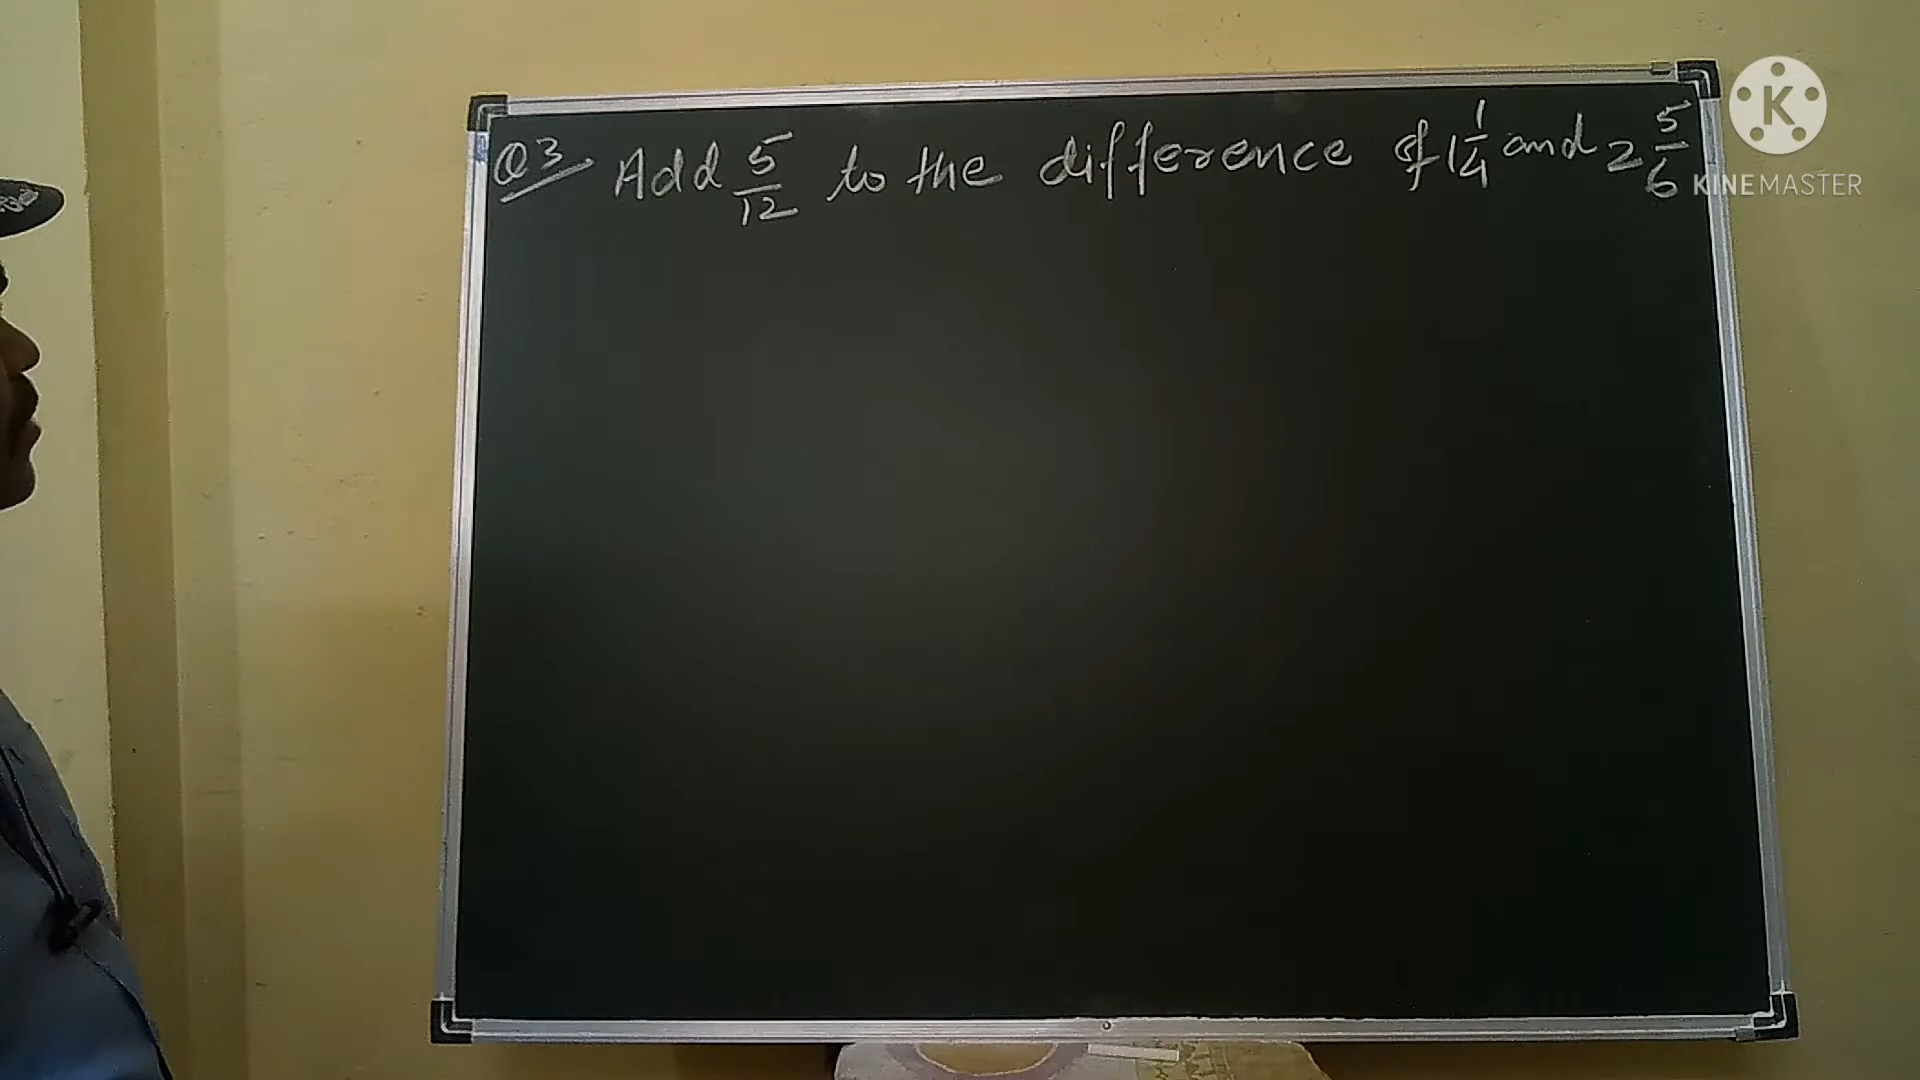 Q3 Add 5/12 to the difference of 1 1/4 and 2 5/6
K
KINEMASTER